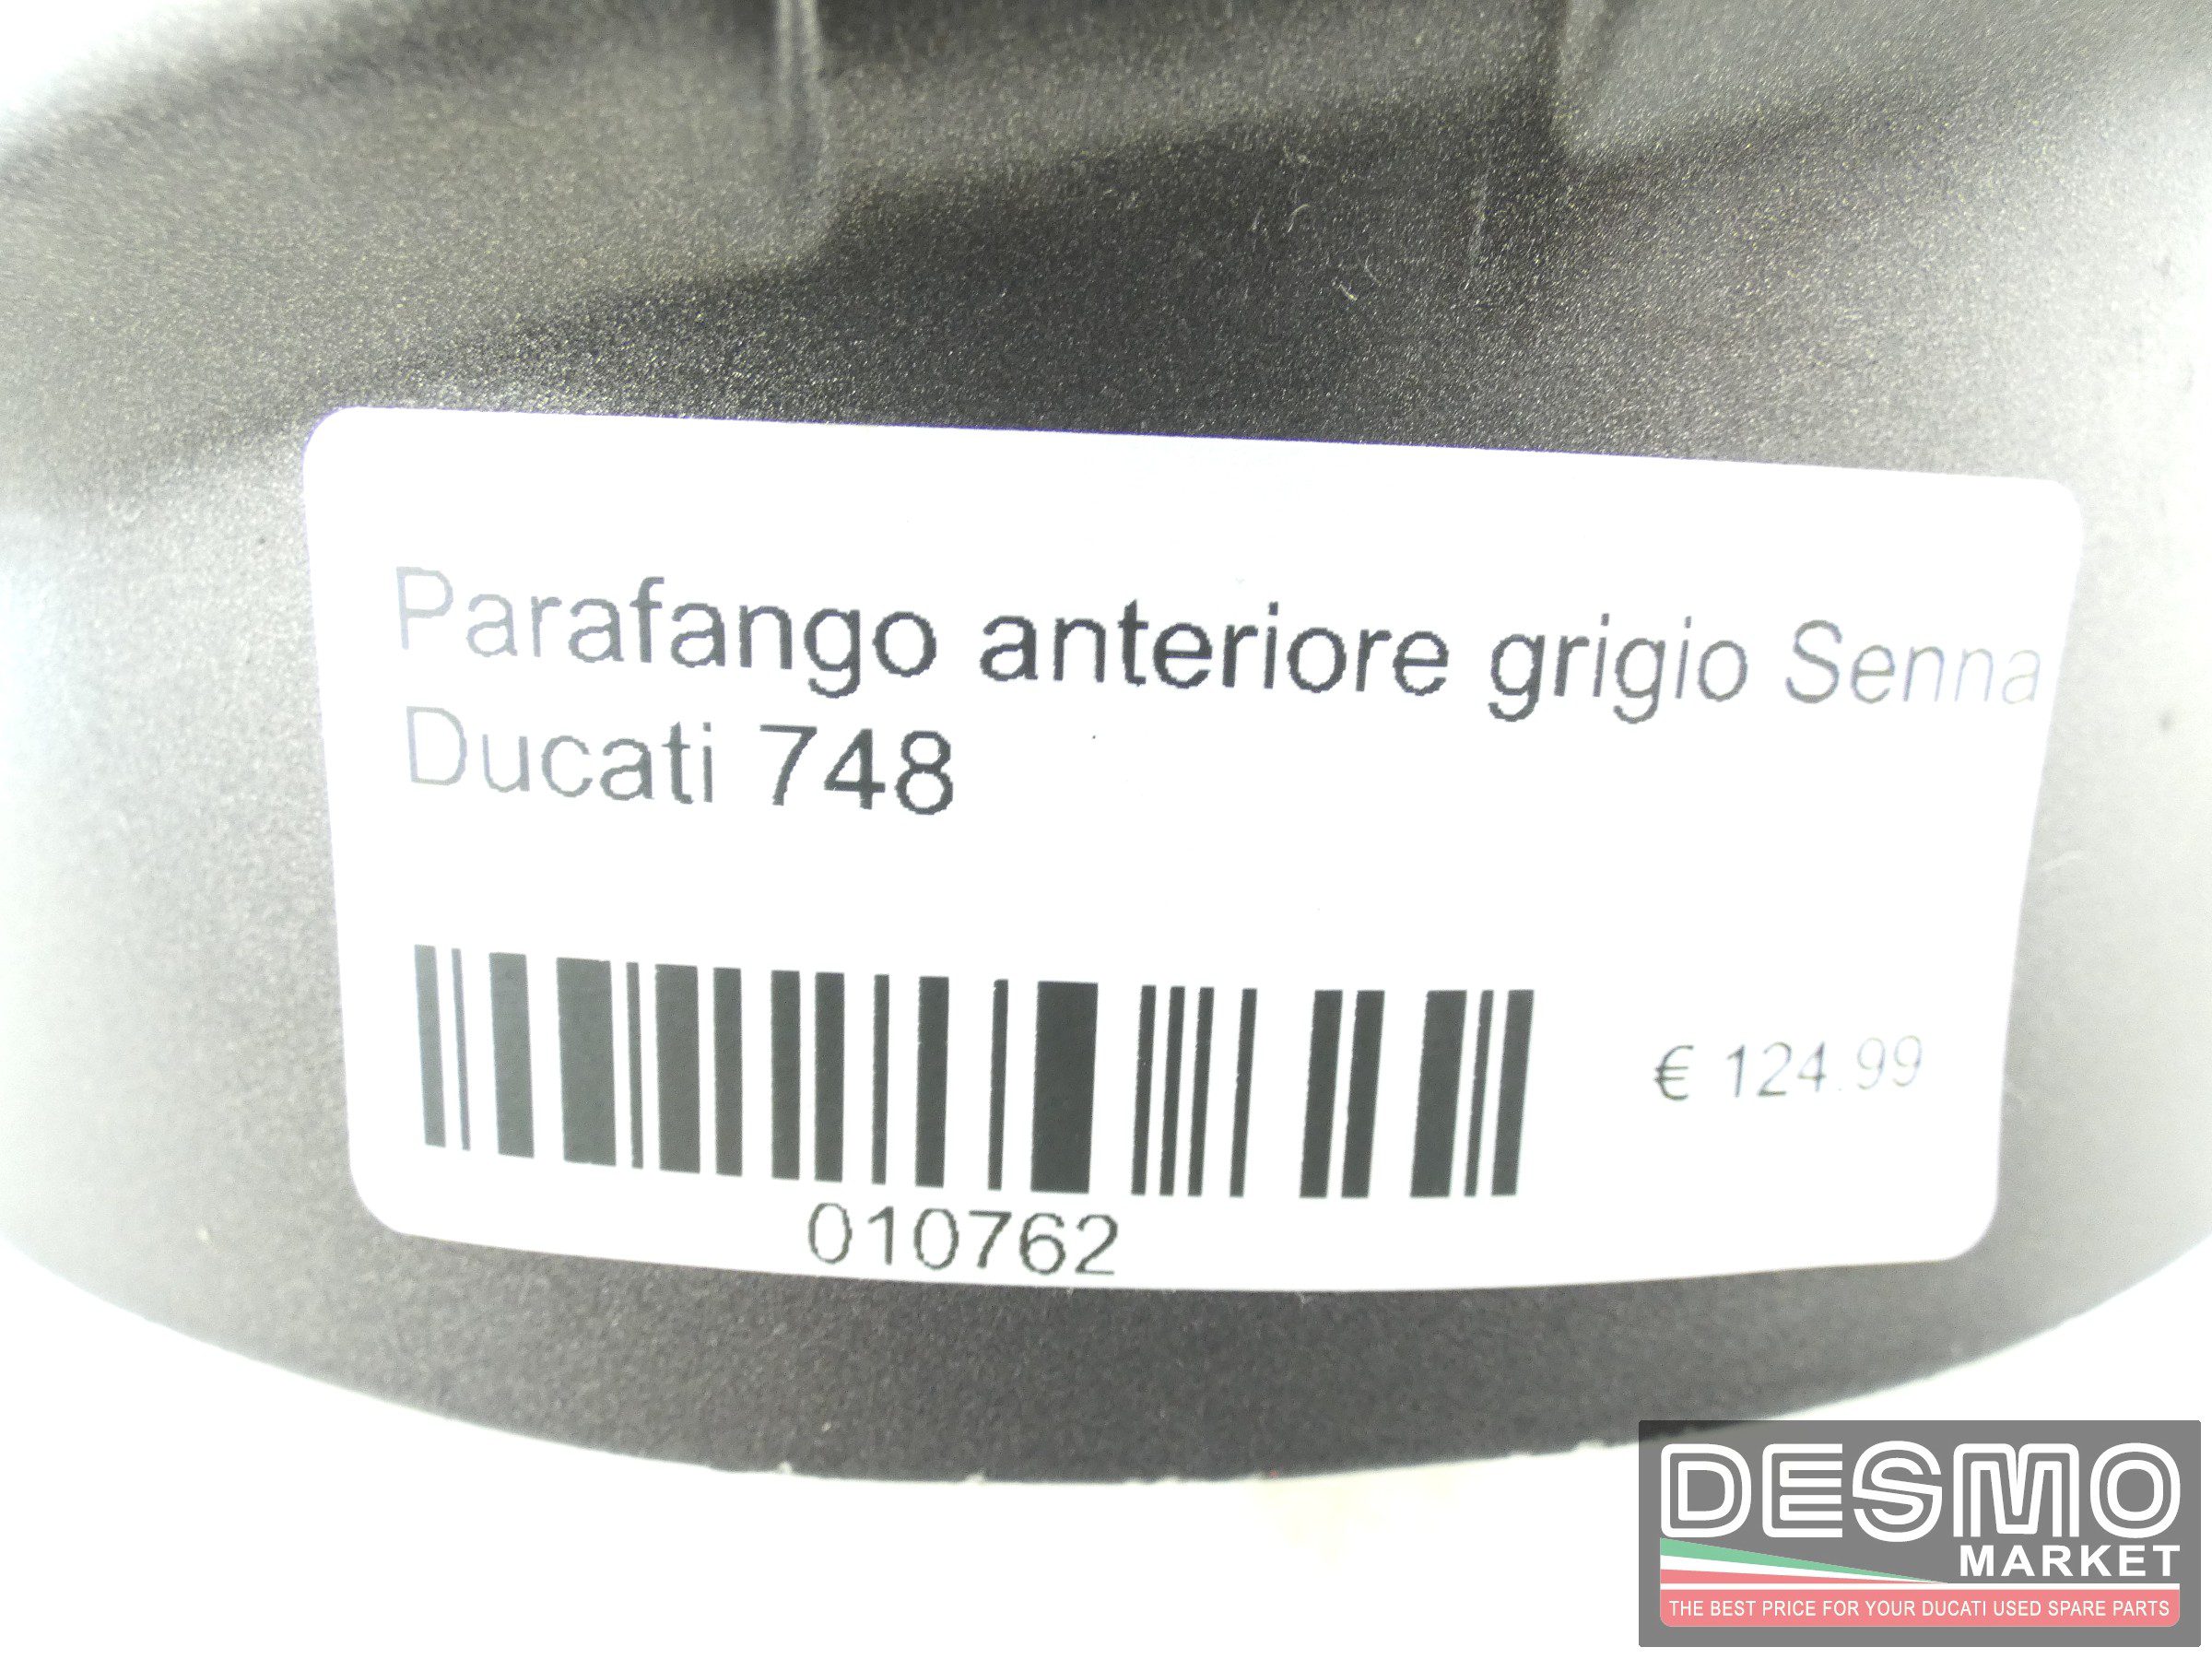 Parafango anteriore grigio Senna
Ducati 748
€ 124.99
010762
DESMO
MARKET
THE BEST PRICE FOR YOUR DUCATI USED SPARE PARTS